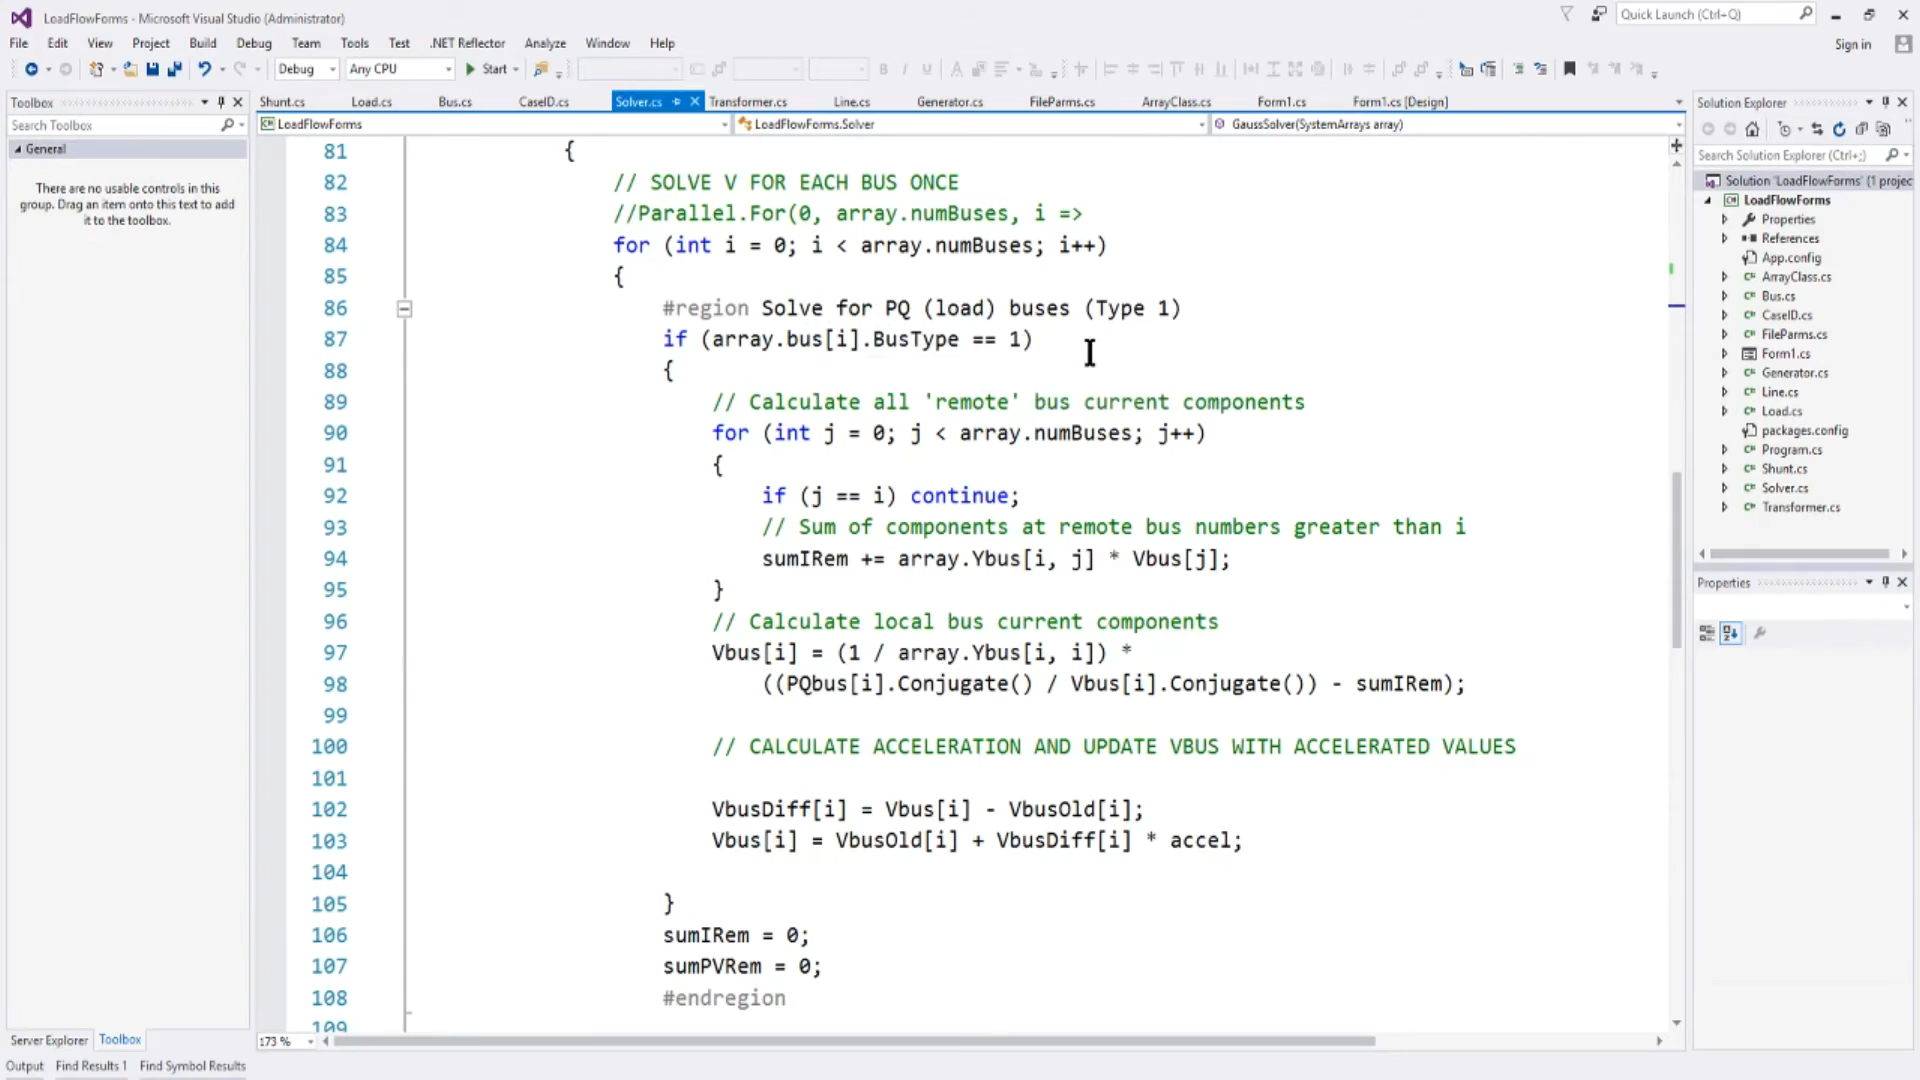 LoadFlowForms - Microsoft Visual Studio (Administrator)
Quick Launch (Ctrl+Q)
File Edit View Project Build Debug Team Tools Test .NET Reflector Analyze Window Help
Sign in
Debug Any CPU Start
Toolbox
Shunt.cs Load.cs Bus.cs CaseID.cs Solver.cs Transformer.cs Line.cs Generator.cs FileParms.cs ArrayClass.cs Form1.cs Form1.cs [Design]
Solution Explorer
Search Toolbox
LoadFlowForms LoadFlowForms.Solver GaussSolver(SystemArrays array)
General
There are no usable controls in this
group. Drag an item onto this text to add
it to the toolbox.
81 {
82 // SOLVE V FOR EACH BUS ONCE
83 //Parallel.For(0, array.numBuses, i =>
84 for (int i = 0; i < array.numBuses; i++)
85 {
86 #region Solve for PQ (load) buses (Type 1)
87 if (array.bus[i].BusType == 1)
88 {
89 // Calculate all 'remote' bus current components
90 for (int j = 0; j < array.numBuses; j++)
91 {
92 if (j == i) continue;
93 // Sum of components at remote bus numbers greater than i
94 sumIRem += array.Ybus[i, j] * Vbus[j];
95 }
96 // Calculate local bus current components
97 Vbus[i] = (1 / array.Ybus[i, i]) *
98 ((PQbus[i].Conjugate() / Vbus[i].Conjugate()) - sumIRem);
99
100 // CALCULATE ACCELERATION AND UPDATE VBUS WITH ACCELERATED VALUES
101
102 VbusDiff[i] = Vbus[i] - VbusOld[i];
103 Vbus[i] = VbusOld[i] + VbusDiff[i] * accel;
104
105 }
106 sumIRem = 0;
107 sumPVRem = 0;
108 #endregion
109
173 %
Search Solution Explorer (Ctrl+;)
Solution 'LoadFlowForms' (1 projec
LoadFlowForms
Properties
References
App.config
ArrayClass.cs
Bus.cs
CaseID.cs
FileParms.cs
Form1.cs
Generator.cs
Line.cs
Load.cs
packages.config
Program.cs
Shunt.cs
Solver.cs
Transformer.cs
Properties
Server Explorer Toolbox
Output Find Results 1 Find Symbol Results